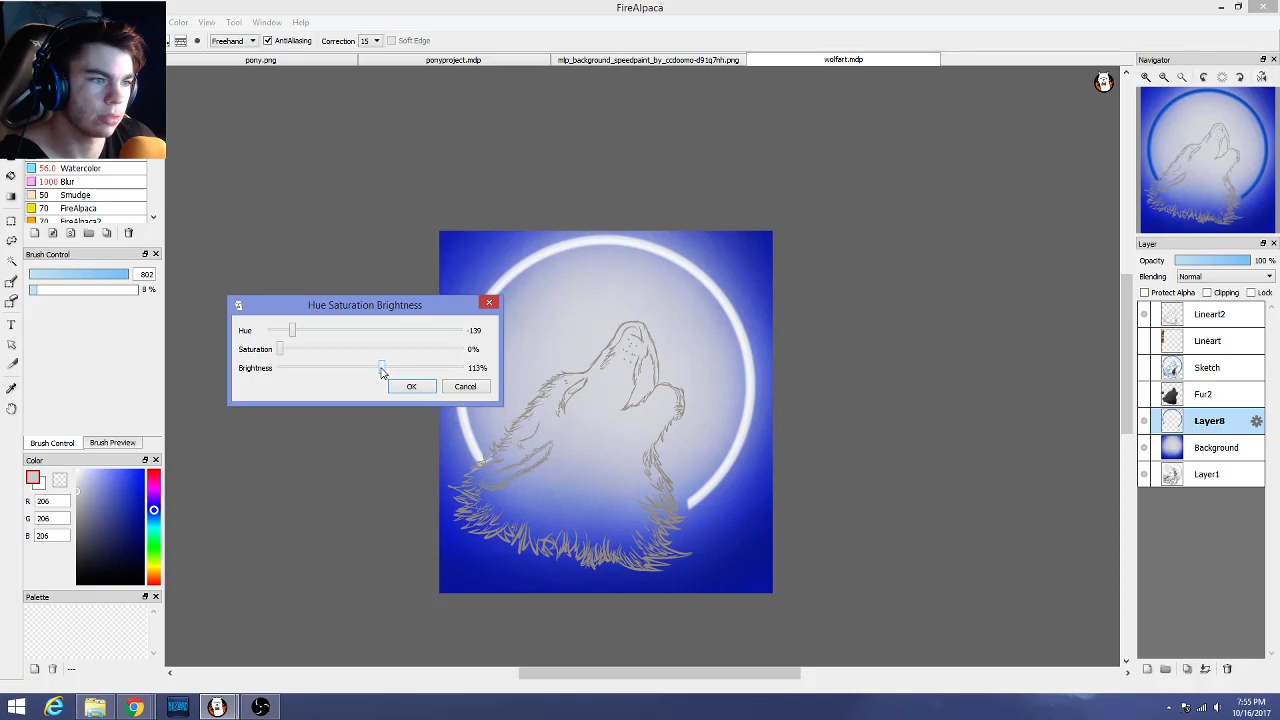 FireAlpaca
Color View Tool Window Help
Freehand AntiAliasing Correction 15 Soft Edge
pony.png ponyproject.mdp mlp_background_speedpaint_by_ccdoomo-d91q7nh.png wolfart.mdp
Navigator
56.0 Watercolor
1000 Blur
50 Smudge
70 FireAlpaca
70 FireAlpaca2
Brush Control
802
8 %
Brush Control Brush Preview
Color
R 206
G 206
B 206
Palette
---
Hue Saturation Brightness
Hue -139
Saturation 0%
Brightness 113%
OK Cancel
Layer
Opacity 100 %
Blending Normal
Protect Alpha Clipping Lock
Lineart2
Lineart
Sketch
Fur2
Layer8
Background
Layer1
BLIZZARD
7:55 PM
10/16/2017